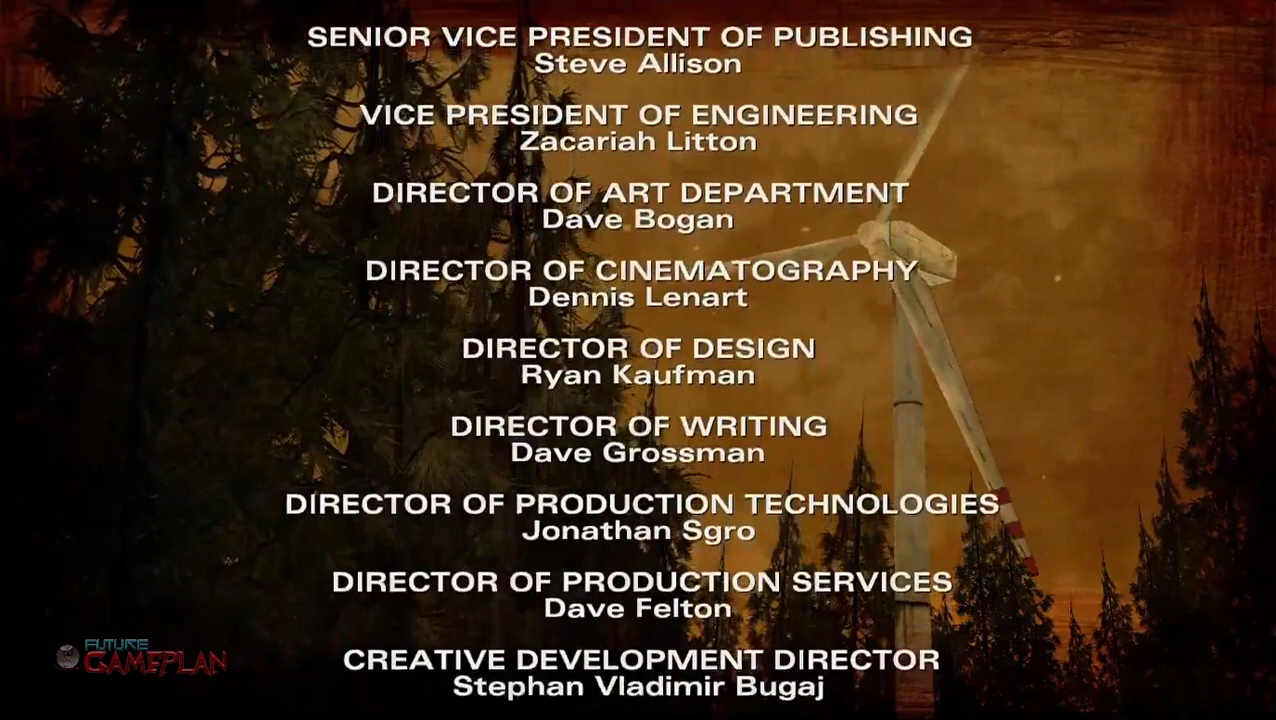 SENIOR VICE PRESIDENT OF PUBLISHING
Steve Allison
VICE PRESIDENT OF ENGINEERING
Zacariah Litton
DIRECTOR OF ART DEPARTMENT
Dave Bogan
DIRECTOR OF CINEMATOGRAPHY
Dennis Lenart
DIRECTOR OF DESIGN
Ryan Kaufman
DIRECTOR OF WRITING
Dave Grossman
DIRECTOR OF PRODUCTION TECHNOLOGIES
Jonathan Sgro
DIRECTOR OF PRODUCTION SERVICES
Dave Felton
CREATIVE DEVELOPMENT DIRECTOR
Stephan Vladimir Bugaj
FUTURE
GAMEPLAN